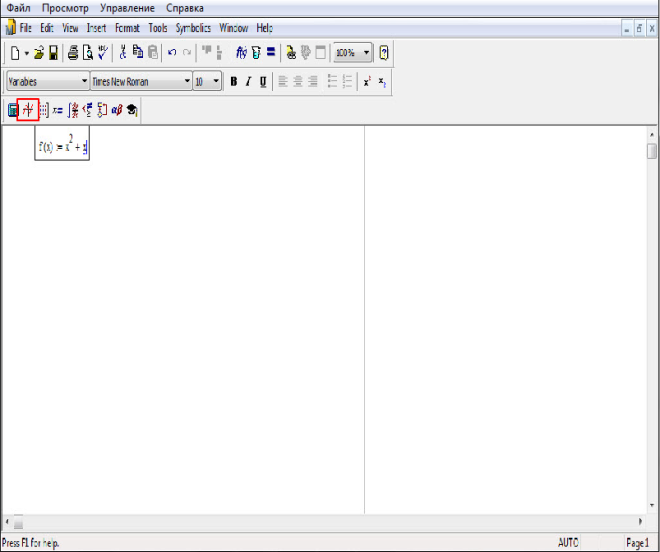 Файл Просмотр Управление Справка
File Edit View Insert Format Tools Symbolics Window Help
100%
Variables Times New Roman 10 B I U x² x₂
x= αβ
f(x) := x² + x
Press F1 for help. AUTO Page 1